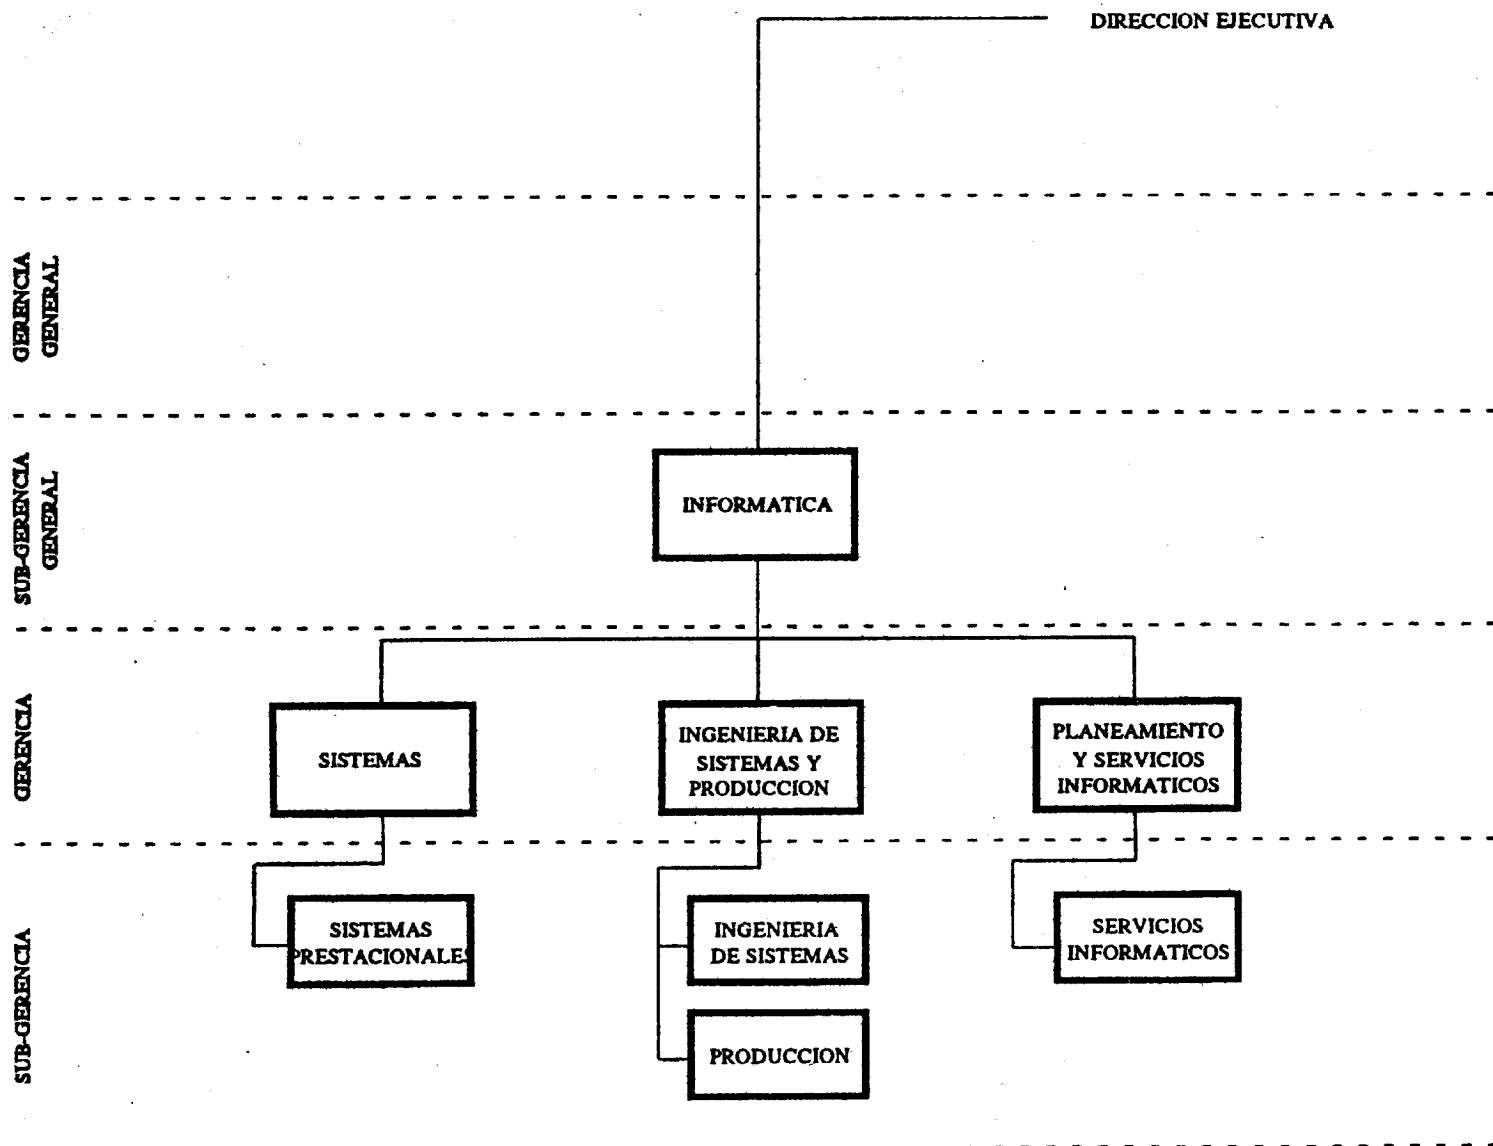 DIRECCION EJECUTIVA
GERENCIA
GENERAL
SUB-GERENCIA
GENERAL
INFORMATICA
GERENCIA
SISTEMAS
INGENIERIA DE
SISTEMAS Y
PRODUCCION
PLANEAMIENTO
Y SERVICIOS
INFORMATICOS
SUB-GERENCIA
SISTEMAS
PRESTACIONALES
INGENIERIA
DE SISTEMAS
PRODUCCION
SERVICIOS
INFORMATICOS